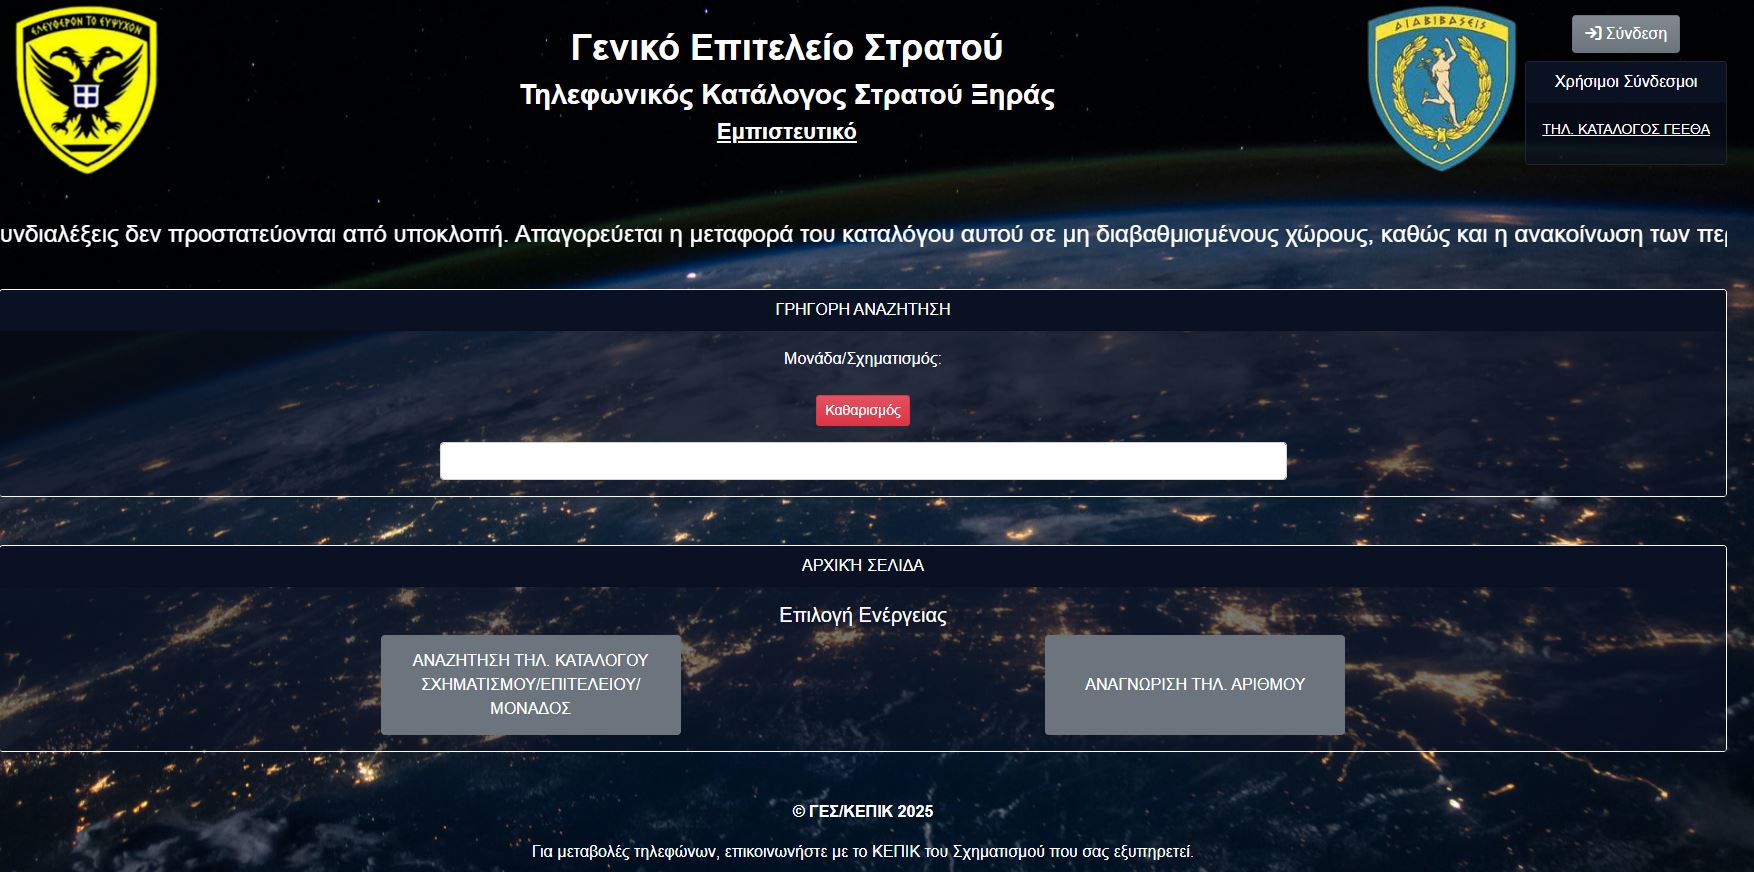 ΕΛΕΥΘΕΡΟΝ ΤΟ ΕΥΨΥΧΟΝ
Γενικό Επιτελείο Στρατού
Τηλεφωνικός Κατάλογος Στρατού Ξηράς
Εμπιστευτικό
ΔΙΑΒΙΒΑΣΕΙΣ
Σύνδεση
Χρήσιμοι Σύνδεσμοι
ΤΗΛ. ΚΑΤΑΛΟΓΟΣ ΓΕΕΘΑ
υνδιαλέξεις δεν προστατεύονται από υποκλοπή. Απαγορεύεται η μεταφορά του καταλόγου αυτού σε μη διαβαθμισμένους χώρους, καθώς και η ανακοίνωση των περ
ΓΡΗΓΟΡΗ ΑΝΑΖΗΤΗΣΗ
Μονάδα/Σχηματισμός:
Καθαρισμός
ΑΡΧΙΚΉ ΣΕΛΙΔΑ
Επιλογή Ενέργειας
ΑΝΑΖΗΤΗΣΗ ΤΗΛ. ΚΑΤΑΛΟΓΟΥ
ΣΧΗΜΑΤΙΣΜΟΥ/ΕΠΙΤΕΛΕΙΟΥ/
ΜΟΝΑΔΟΣ
ΑΝΑΓΝΩΡΙΣΗ ΤΗΛ. ΑΡΙΘΜΟΥ
© ΓΕΣ/ΚΕΠΙΚ 2025
Για μεταβολές τηλεφώνων, επικοινωνήστε με το ΚΕΠΙΚ του Σχηματισμού που σας εξυπηρετεί.